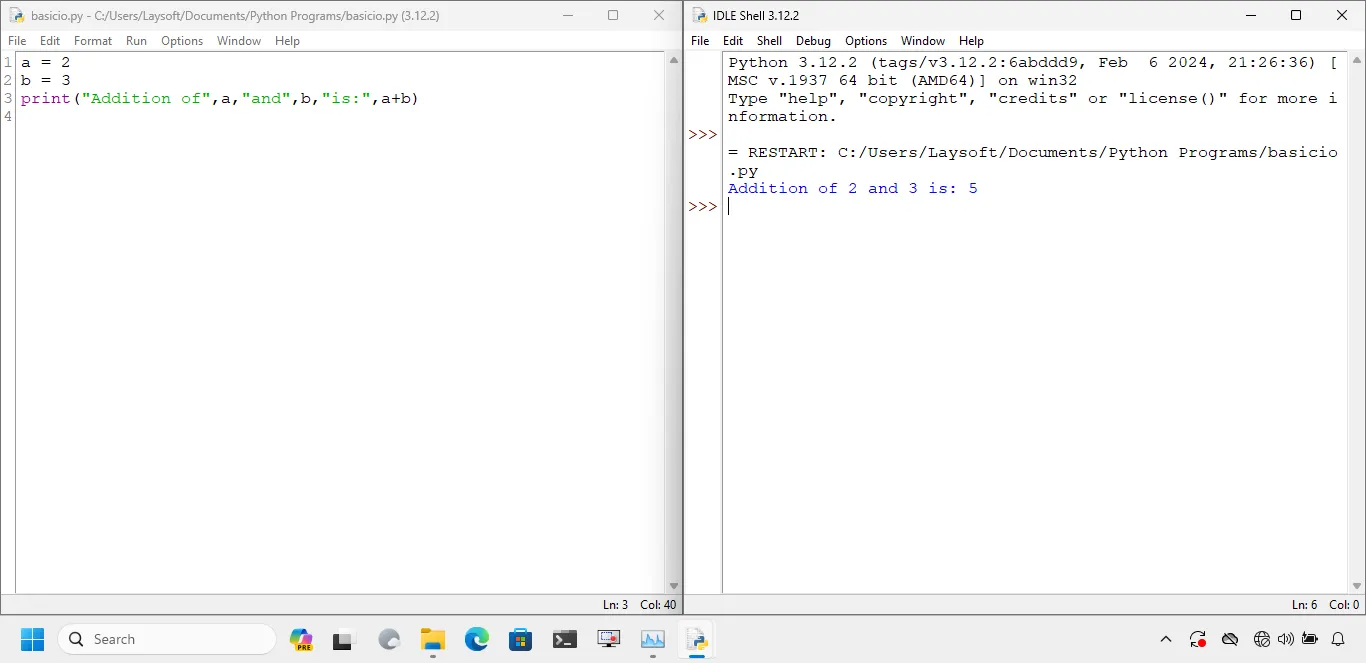 basicio.py - C:/Users/Laysoft/Documents/Python Programs/basicio.py (3.12.2)
File Edit Format Run Options Window Help
1 a = 2
2 b = 3
3 print("Addition of",a,"and",b,"is:",a+b)
4
Ln: 3 Col: 40
IDLE Shell 3.12.2
File Edit Shell Debug Options Window Help
Python 3.12.2 (tags/v3.12.2:6abddd9, Feb  6 2024, 21:26:36) [
MSC v.1937 64 bit (AMD64)] on win32
Type "help", "copyright", "credits" or "license()" for more i
nformation.
>>>
= RESTART: C:/Users/Laysoft/Documents/Python Programs/basicio
.py
Addition of 2 and 3 is: 5
>>>
Ln: 6 Col: 0
Search
PRE